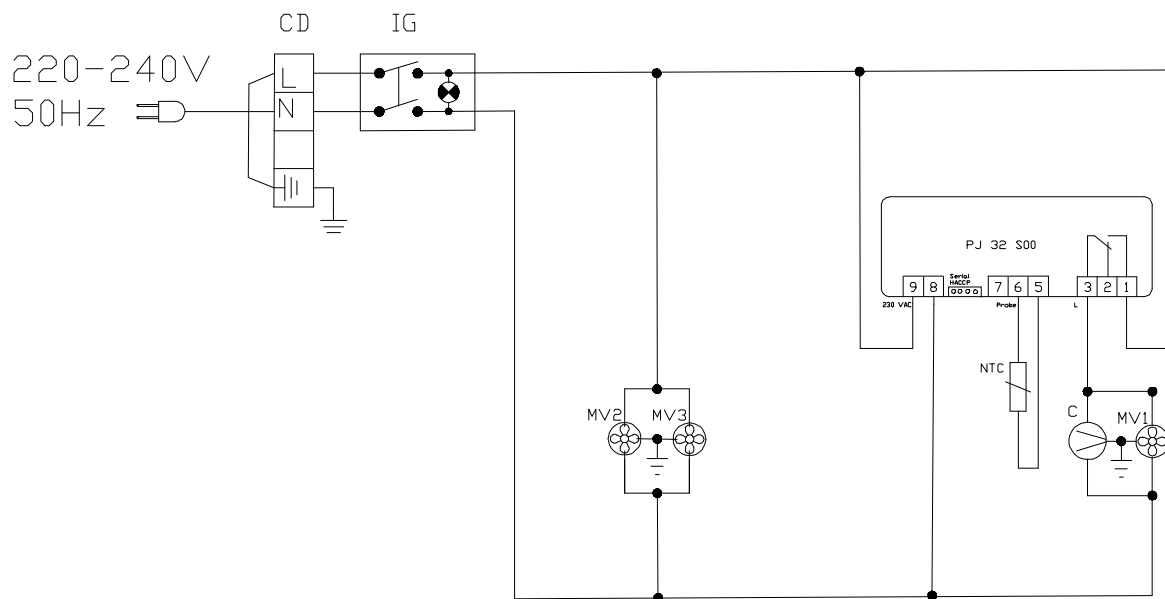 CD
IG
220-240V
L
50Hz
N
PJ 32 S00
9 8
Serial
HACCP
7 6 5
3 2 1
230 VAC
Probe
L
NTC
MV2
MV3
C
MV1